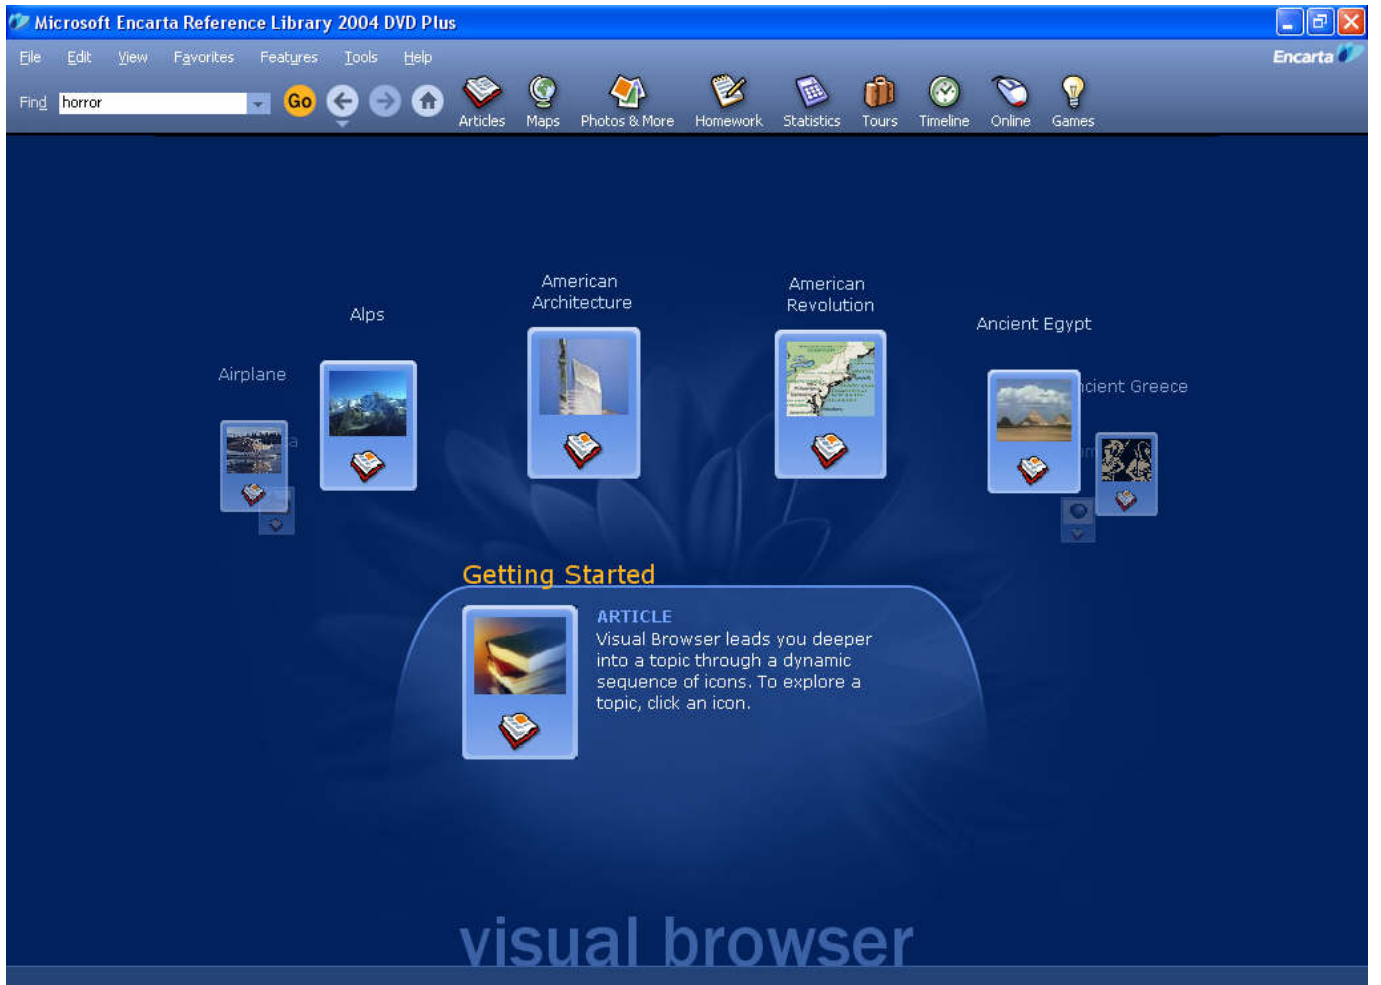 Microsoft Encarta Reference Library 2004 DVD Plus
File Edit View Favorites Features Tools Help
Encarta
Find horror Go
Articles Maps Photos & More Homework Statistics Tours Timeline Online Games
American
Architecture
American
Revolution
Alps
Ancient Egypt
Airplane
ncient Greece
Getting Started
ARTICLE
Visual Browser leads you deeper
into a topic through a dynamic
sequence of icons. To explore a
topic, click an icon.
visual browser